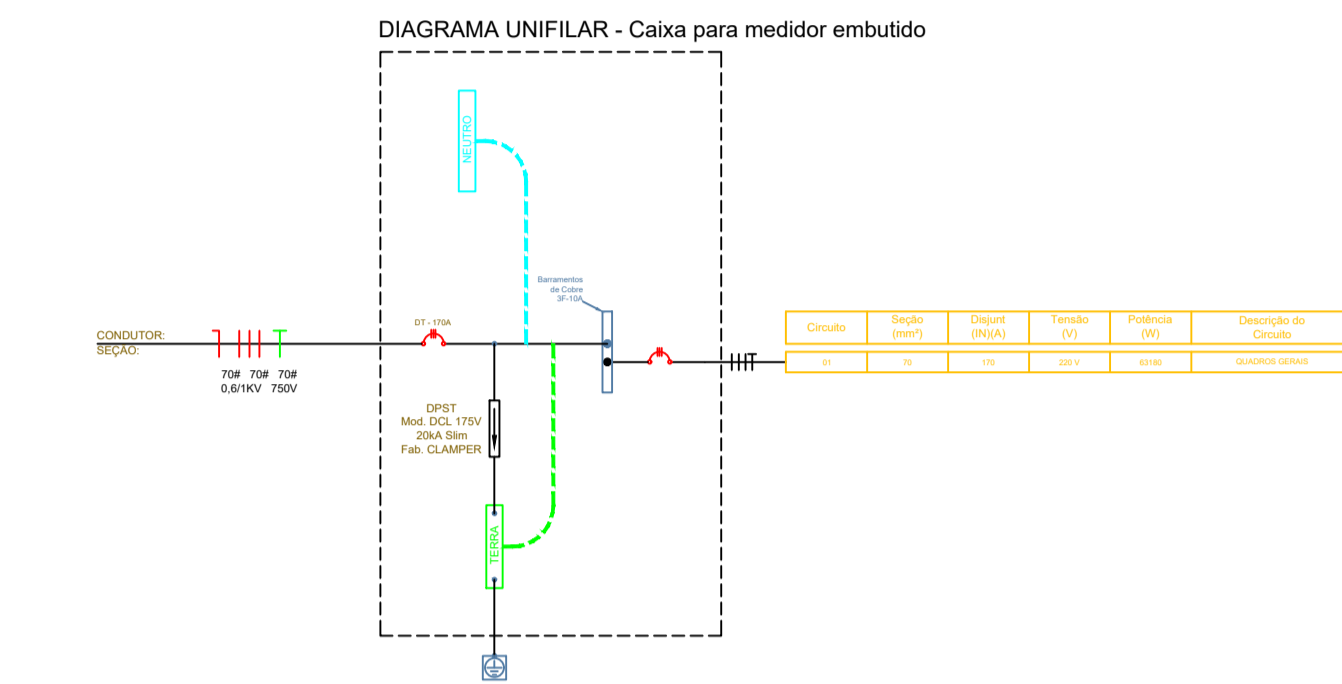 DIAGRAMA UNIFILAR - Caixa para medidor embutido
NEUTRO
Barramentos
de Cobre
3F-10A
DT - 170A
CONDUTOR:
SEÇÃO:
70# 70# 70#
0,6/1KV 750V
DPST
Mod. DCL 175V
20kA Slim
Fab. CLAMPER
TERRA
Circuito
Seção
(mm²)
Disjunt
(IN)(A)
Tensão
(V)
Potência
(W)
Descrição do
Circuito
01
70
170
220 V
63180
QUADROS GERAIS